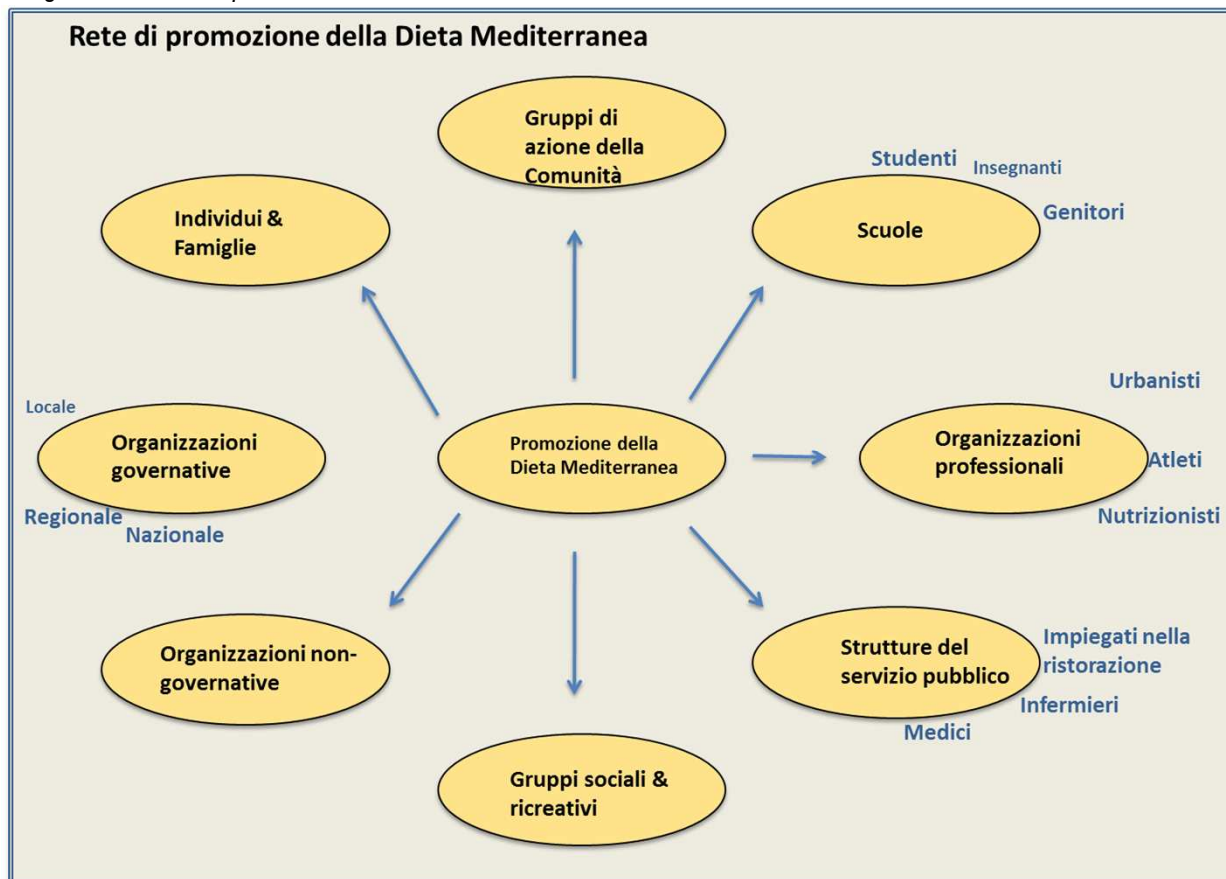 Rete di promozione della Dieta Mediterranea
Gruppi di
azione della
Comunità
Individui &
Famiglie
Studenti
Insegnanti
Genitori
Scuole
Locale
Organizzazioni
governative
Regionale
Nazionale
Promozione della
Dieta Mediterranea
Urbanisti
Organizzazioni
professionali
Atleti
Nutrizionisti
Organizzazioni non-
governative
Strutture del
servizio pubblico
Impiegati nella
ristorazione
Infermieri
Medici
Gruppi sociali &
ricreativi